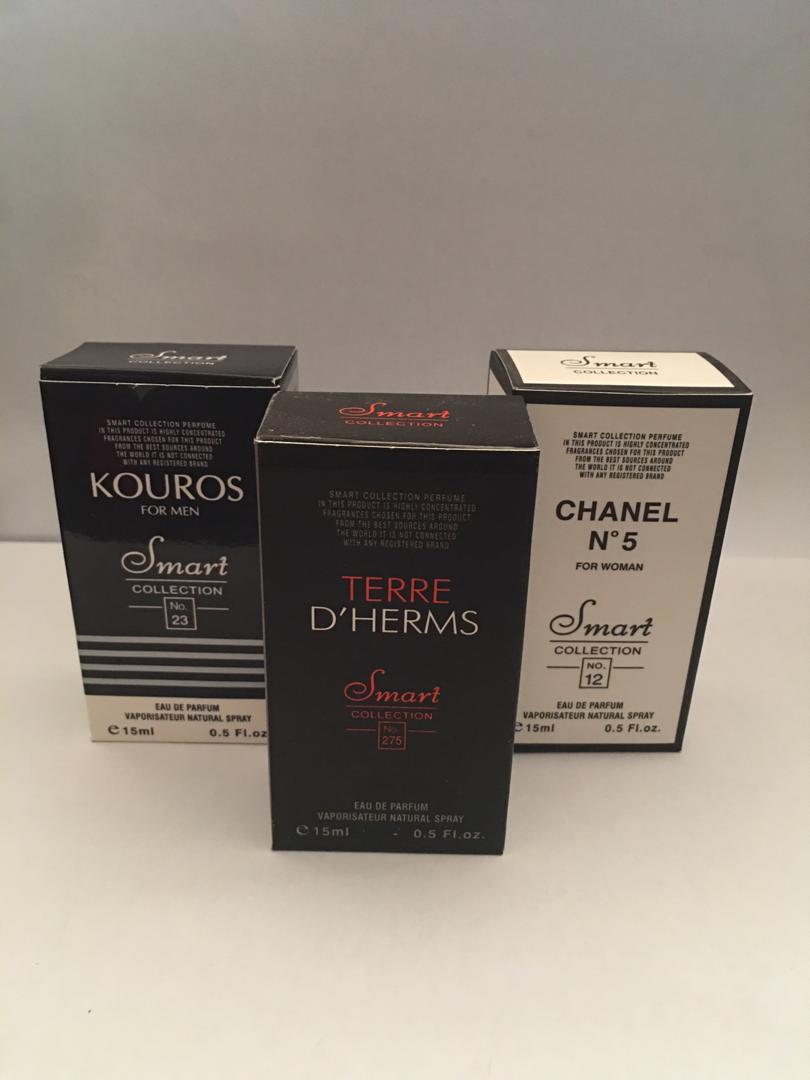 Smart
COLLECTION
SMART COLLECTION PERFUME
IN THIS PRODUCT IS HIGHLY CONCENTRATED
FRAGRANCES CHOSEN FOR THIS PRODUCT
FROM THE BEST SOURCES AROUND
THE WORLD IT IS NOT CONNECTED
WITH ANY REGISTERED BRAND
KOUROS
FOR MEN
Smart
COLLECTION
No.
23
EAU DE PARFUM
VAPORISATEUR NATURAL SPRAY
e 15ml 0.5 Fl.oz
Smart
COLLECTION
SMART COLLECTION PERFUME
IN THIS PRODUCT IS HIGHLY CONCENTRATED
FRAGRANCES CHOSEN FOR THIS PRODUCT
FROM THE BEST SOURCES AROUND
THE WORLD IT IS NOT CONNECTED
WITH ANY REGISTERED BRAND
TERRE
D'HERMS
Smart
COLLECTION
No.
275
EAU DE PARFUM
VAPORISATEUR NATURAL SPRAY
e 15ml - 0.5 Fl.oz.
Smart
COLLECTION
SMART COLLECTION PERFUME
IN THIS PRODUCT IS HIGHLY CONCENTRATED
FRAGRANCES CHOSEN FOR THIS PRODUCT
FROM THE BEST SOURCES AROUND
THE WORLD IT IS NOT CONNECTED
WITH ANY REGISTERED BRAND
CHANEL
N°5
FOR WOMAN
Smart
COLLECTION
NO.
12
EAU DE PARFUM
VAPORISATEUR NATURAL SPRAY
e 15ml 0.5 Fl.oz.